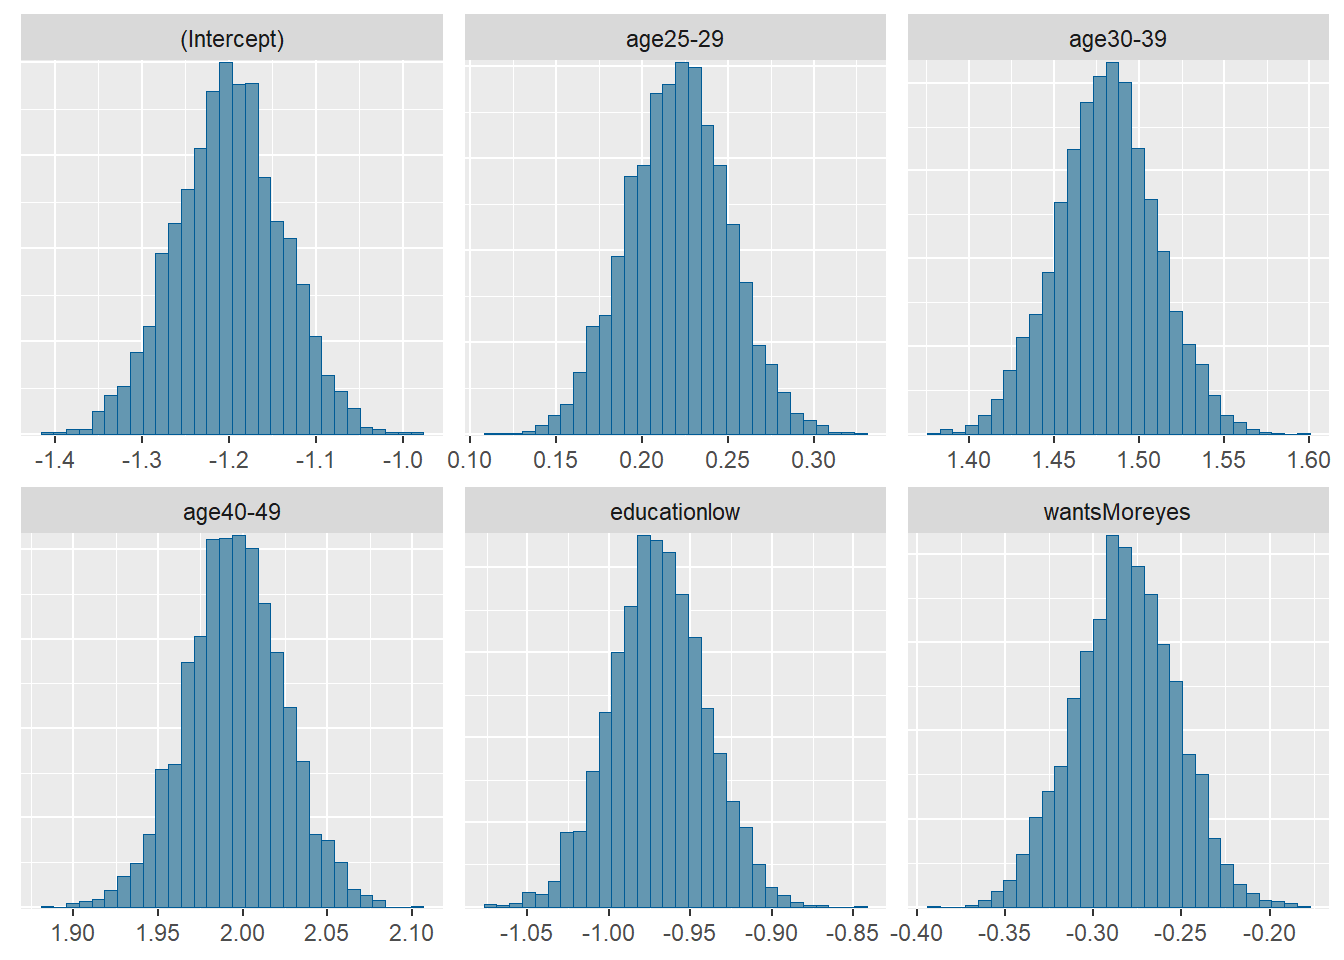 (Intercept) age25-29 age30-39
-1.4 -1.3 -1.2 -1.1 -1.0 0.10 0.15 0.20 0.25 0.30 1.40 1.45 1.50 1.55 1.60
age40-49 educationlow wantsMoreyes
1.90 1.95 2.00 2.05 2.10 -1.05 -1.00 -0.95 -0.90 -0.85 -0.40 -0.35 -0.30 -0.25 -0.20